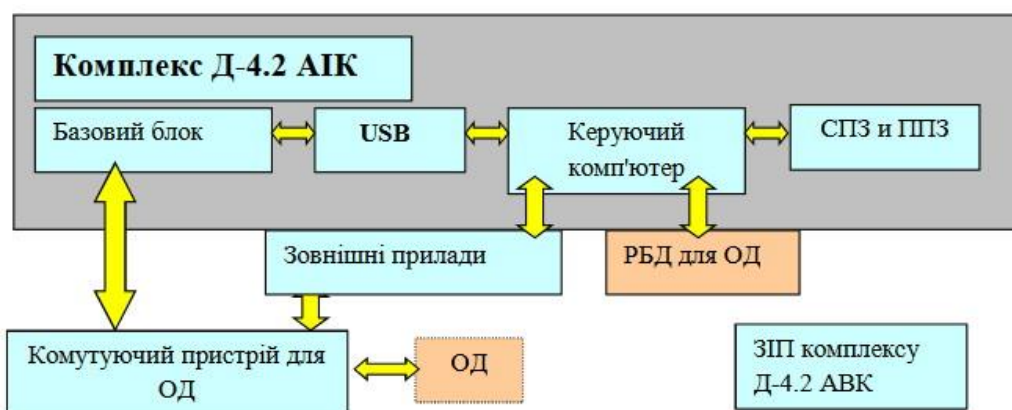 Комплекс Д-4.2 АІК
Базовий блок
USB
Керуючий
комп'ютер
СПЗ и ППЗ
Зовнішні прилади
РБД для ОД
Комутуючий пристрій для
ОД
ОД
ЗІП комплексу
Д-4.2 АВК